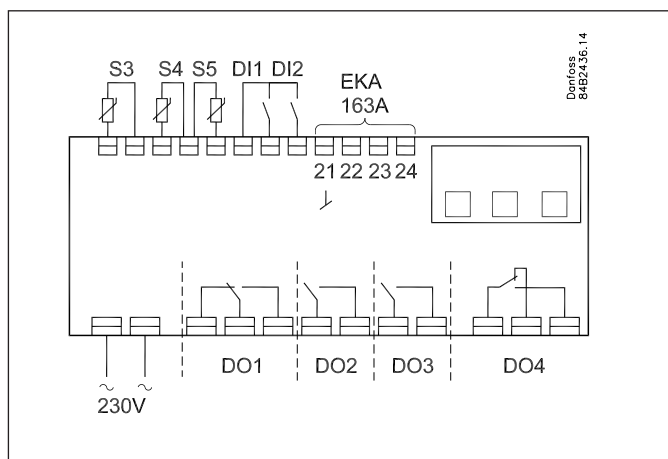 Danfoss
84B2436.14
S3 S4 S5 DI1 DI2
EKA
163A
21 22 23 24
DO1 DO2 DO3 DO4
230V